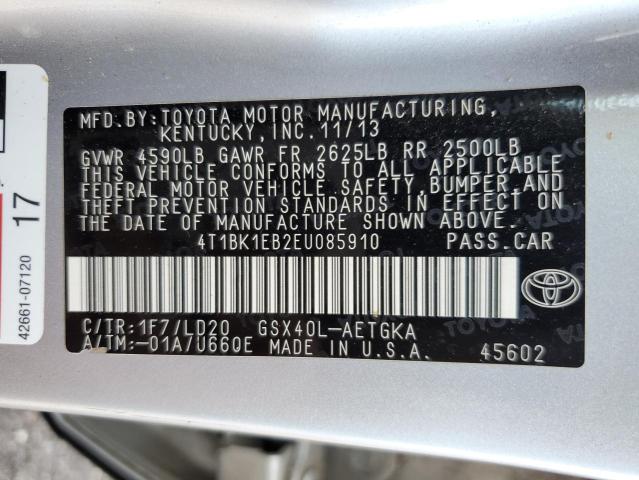 MFD.BY:TOYOTA MOTOR MANUFACTURING,
KENTUCKY,INC.11/13
GVWR 4590LB GAWR FR 2625LB RR 2500LB
THIS VEHICLE CONFORMS TO ALL APPLICABLE
FEDERAL MOTOR VEHICLE SAFETY,BUMPER,AND
THEFT PREVENTION STANDARDS IN EFFECT ON
THE DATE OF MANUFACTURE SHOWN ABOVE.
4T1BK1EB2EU085910 PASS.CAR
C/TR:1F7/LD20 GSX40L-AETGKA
A/TM:-01A/U660E MADE IN U.S.A. 45602
TOYOTA
17
42661-07120